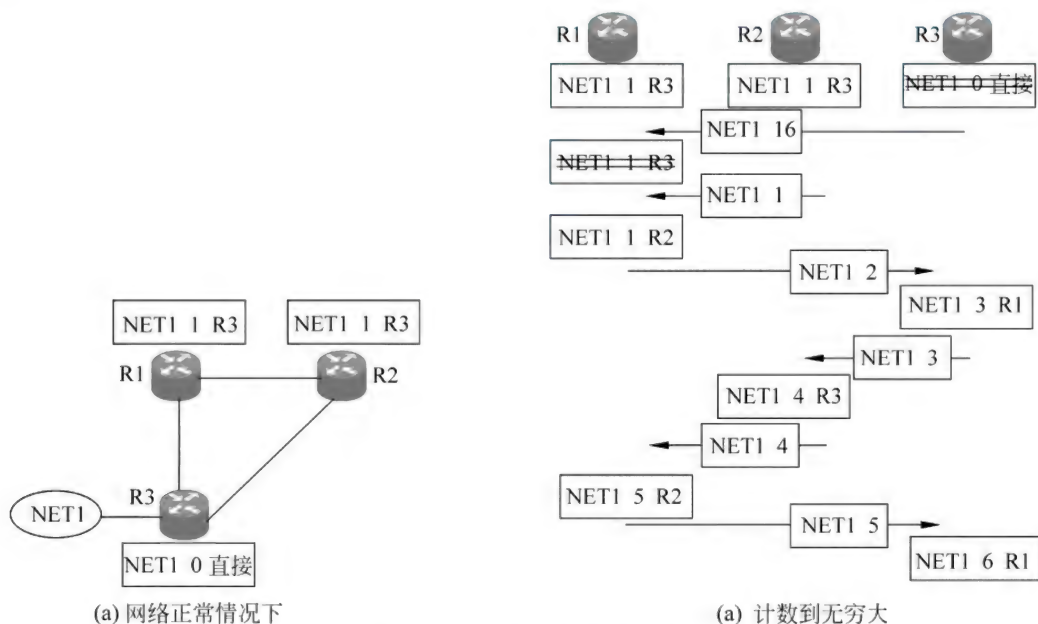 NET1 1 R3
NET1 1 R3
R1
R2
R3
NET1
NET1 0 直接
(a) 网络正常情况下
R1
R2
R3
NET1 1 R3
NET1 1 R3
NET1 0 直接
NET1 16
NET1 1 R3
NET1 1
NET1 1 R2
NET1 2
NET1 3 R1
NET1 3
NET1 4 R3
NET1 4
NET1 5 R2
NET1 5
NET1 6 R1
(a) 计数到无穷大